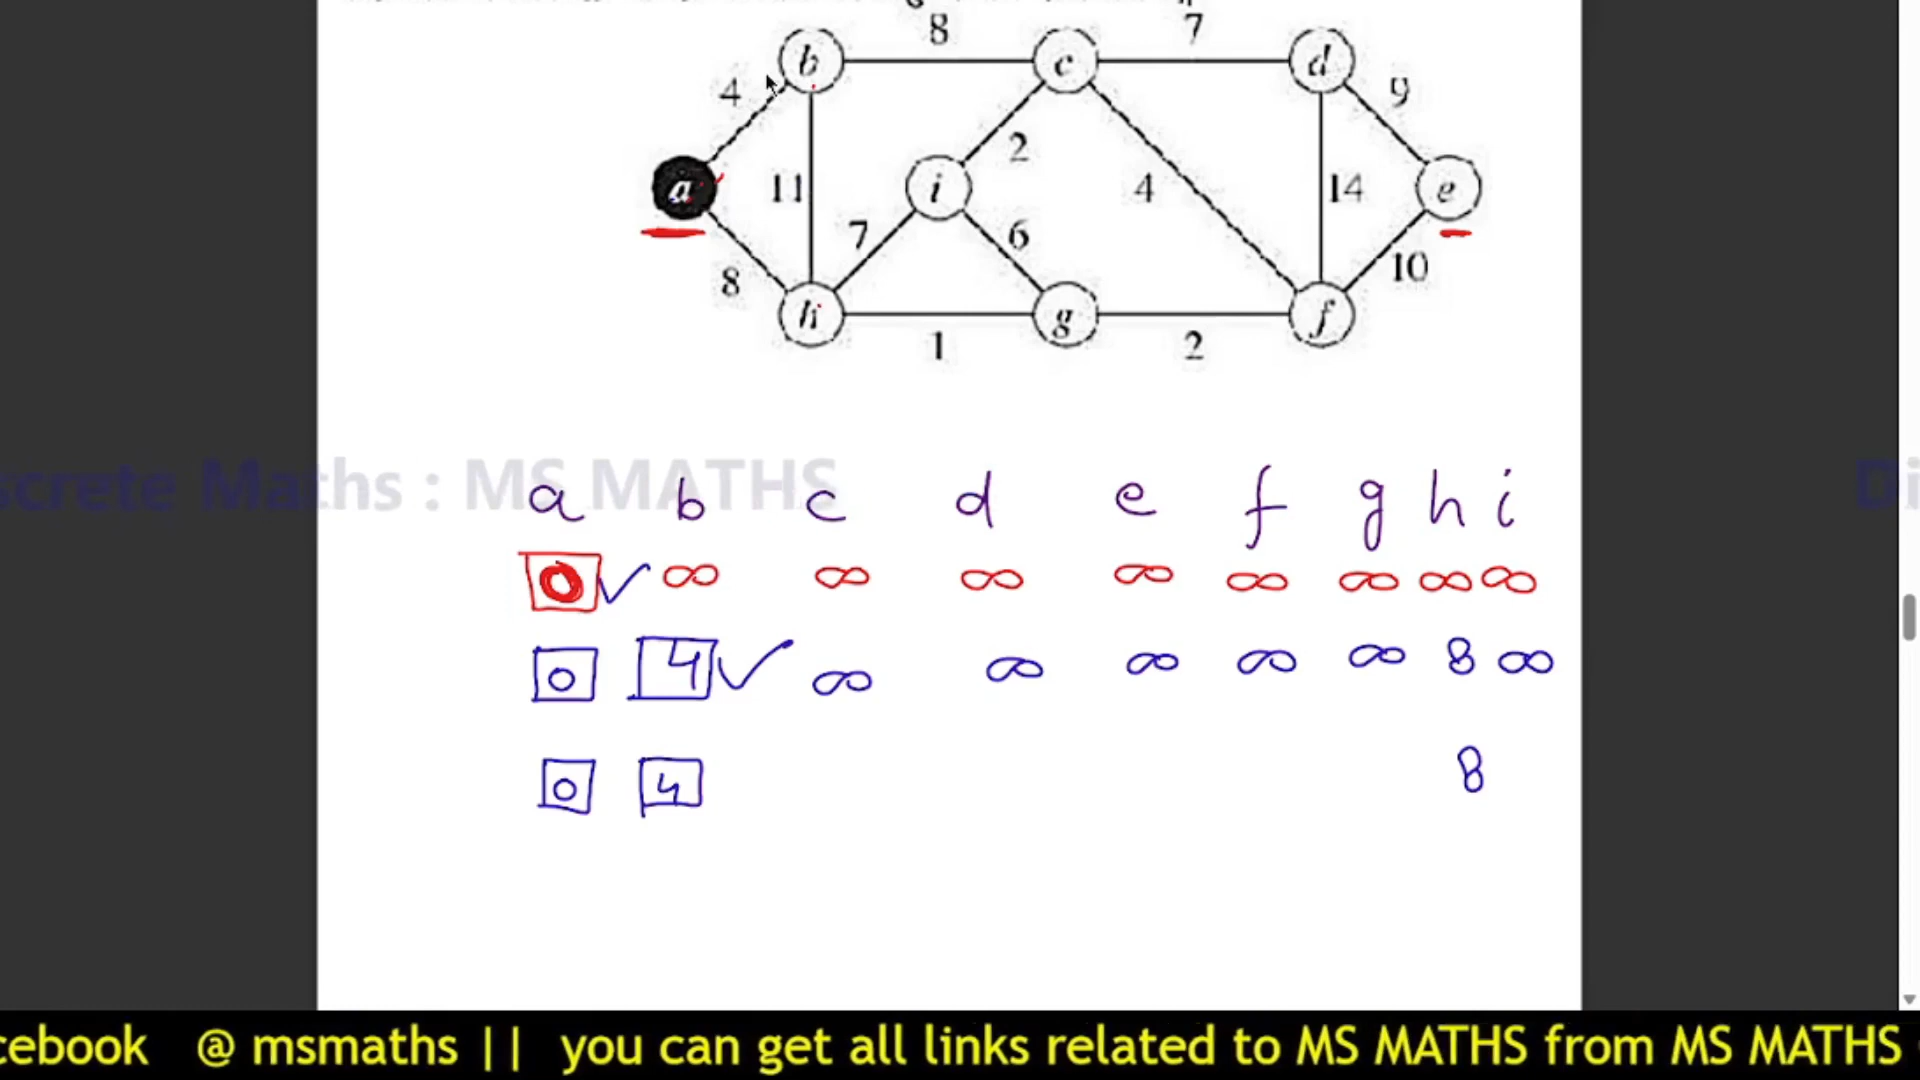 8 7
b c d
4 9
2
a 11 i 4 14 e
7 6
8 10
h g f
1 2
screte Maths : MS MATHS Di
a b c d e f g h i
0 ✓ ∞ ∞ ∞ ∞ ∞ ∞ ∞ ∞
0 4 ✓ ∞ ∞ ∞ ∞ ∞ 8 ∞
0 4 8
cebook @ msmaths || you can get all links related to MS MATHS from MS MATHS